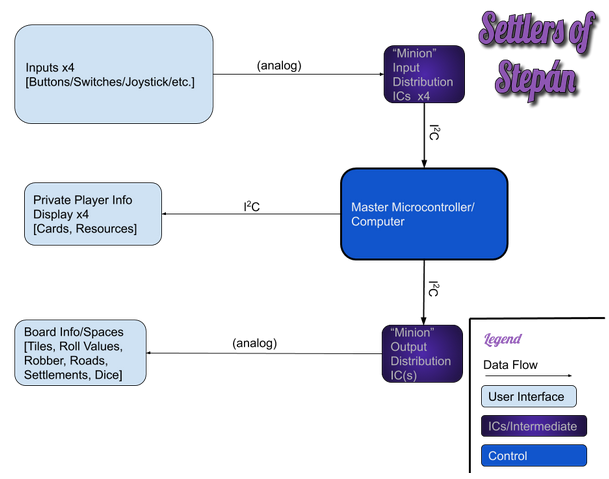 Settlers of
Stepán
Inputs x4
[Buttons/Switches/Joystick/etc.]
(analog)
“Minion”
Input
Distribution
ICs x4
I²C
Private Player Info
Display x4
[Cards, Resources]
I²C
Master Microcontroller/
Computer
I²C
Board Info/Spaces
[Tiles, Roll Values,
Robber, Roads,
Settlements, Dice]
(analog)
“Minion”
Output
Distribution
IC(s)
Legend
Data Flow
User Interface
ICs/Intermediate
Control